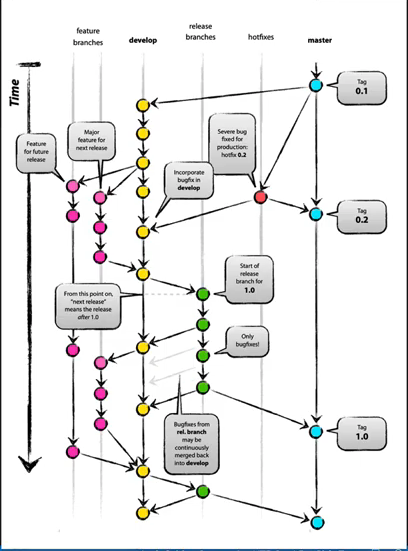 feature
branches
develop
release
branches
hotfixes
master
Time
Tag
0.1
Feature
for future
release
Major
feature for
next release
Severe bug
fixed for
production:
hotfix 0.2
Incorporate
bugfix in
develop
Tag
0.2
Start of
release
branch for
1.0
From this point on,
"next release"
means the release
after 1.0
Only
bugfixes!
Bugfixes from
rel. branch
may be
continuously
merged back
into develop
Tag
1.0